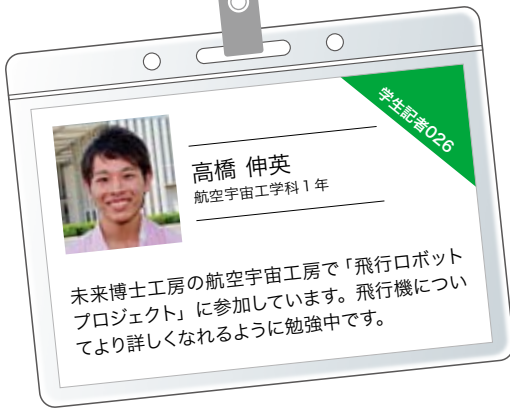 学生記者026
高橋 伸英
航空宇宙工学科1年
未来博士工房の航空宇宙工房で「飛行ロボット
プロジェクト」に参加しています。飛行機につい
てより詳しくなれるように勉強中です。